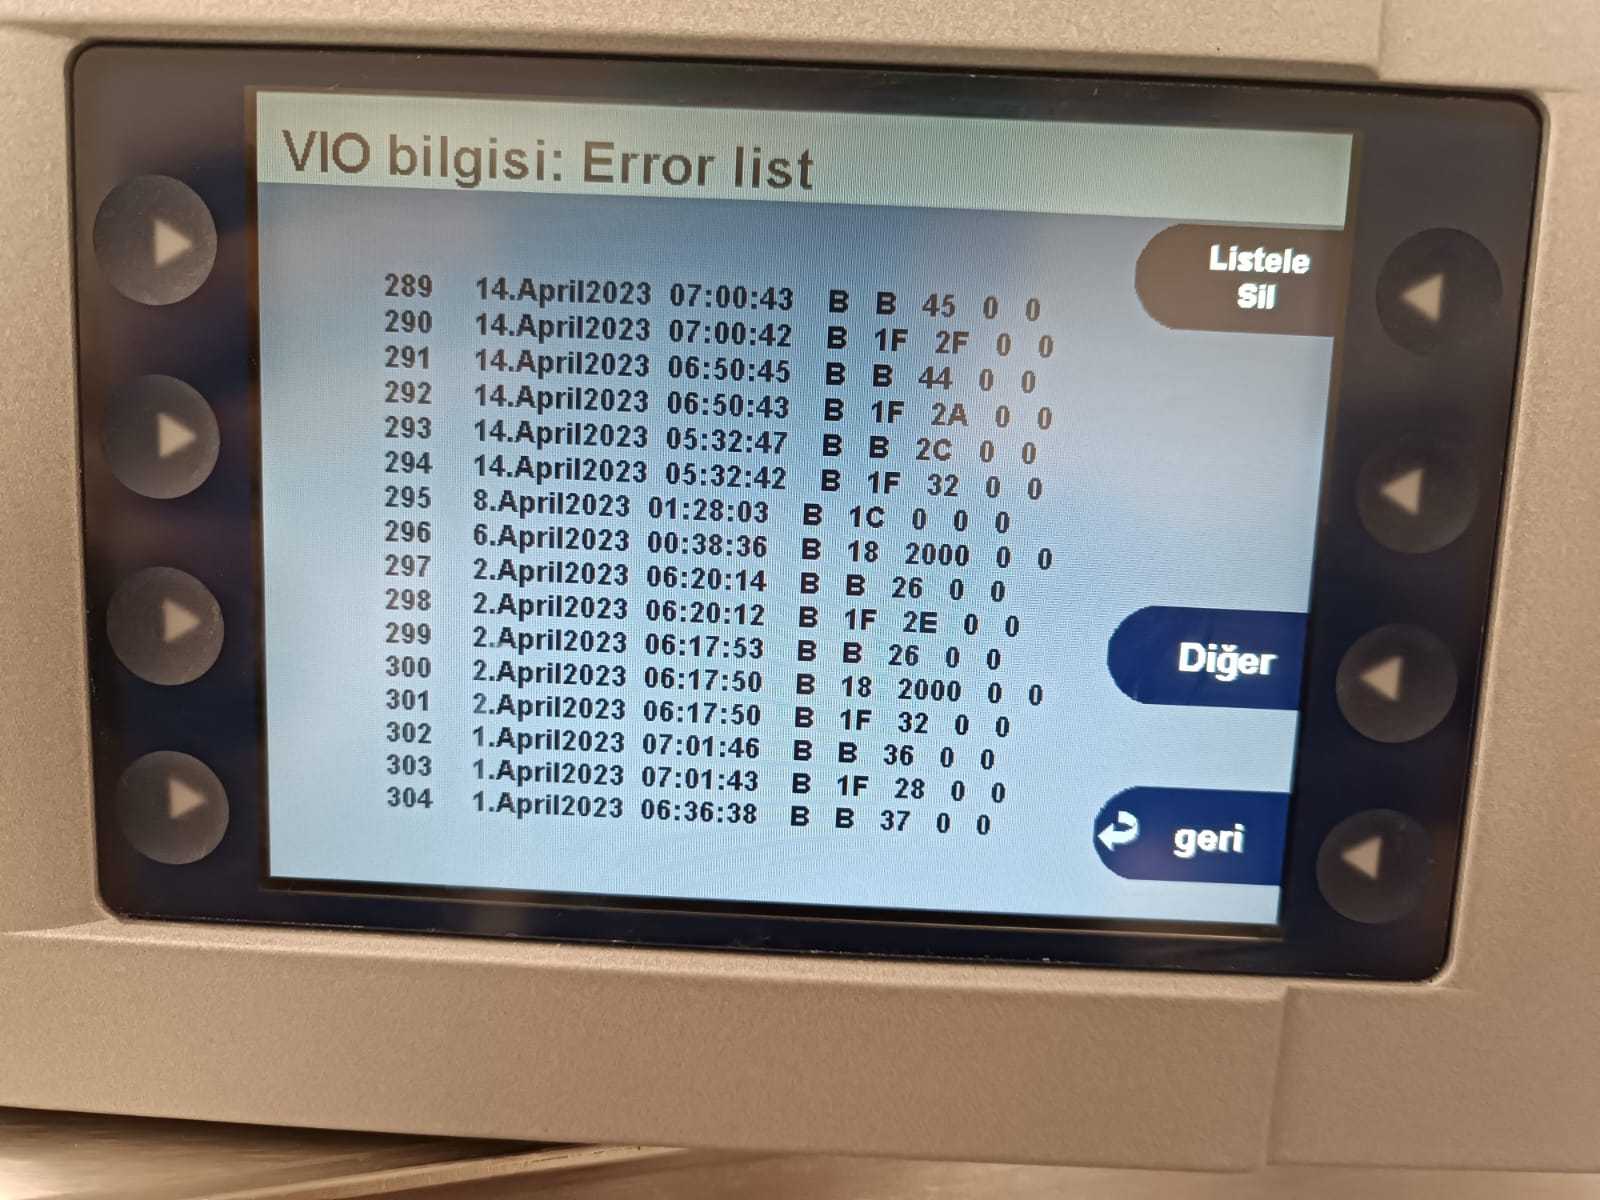 VIO bilgisi: Error list
Listele
Sil
289 14.April2023 07:00:43 B B 45 0 0
290 14.April2023 07:00:42 B 1F 2F 0 0
291 14.April2023 06:50:45 B B 44 0 0
292 14.April2023 06:50:43 B 1F 2A 0 0
293 14.April2023 05:32:47 B B 2C 0 0
294 14.April2023 05:32:42 B 1F 32 0 0
295 8.April2023 01:28:03 B 1C 0 0 0
296 6.April2023 00:38:36 B 18 2000 0 0
297 2.April2023 06:20:14 B B 26 0 0
298 2.April2023 06:20:12 B 1F 2E 0 0
299 2.April2023 06:17:53 B B 26 0 0
300 2.April2023 06:17:50 B 18 2000 0 0
301 2.April2023 06:17:50 B 1F 32 0 0
302 1.April2023 07:01:46 B B 36 0 0
303 1.April2023 07:01:43 B 1F 28 0 0
304 1.April2023 06:36:38 B B 37 0 0
Diğer
geri